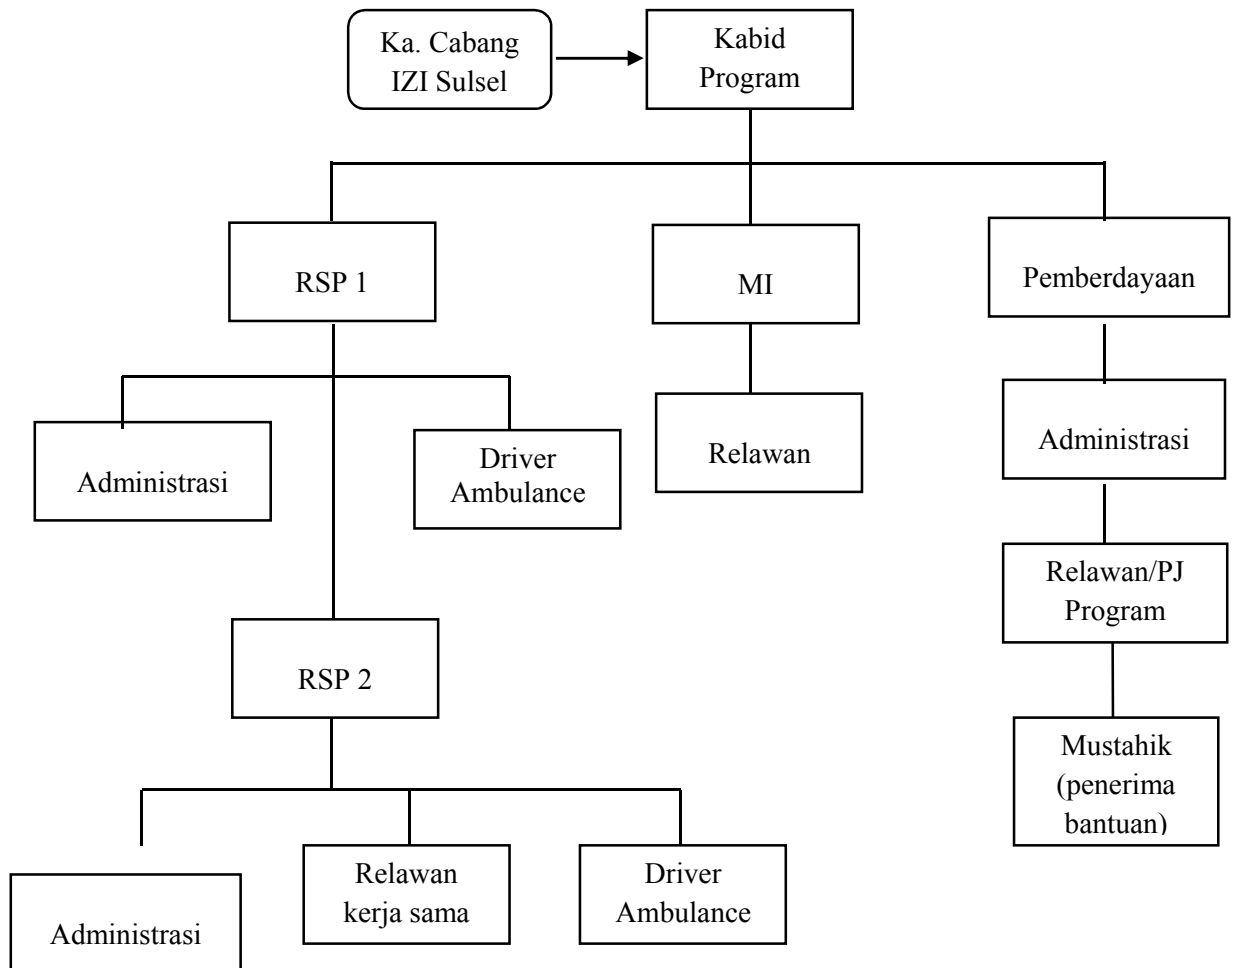 Ka. Cabang
IZI Sulsel
Kabid
Program
RSP 1
MI
Pemberdayaan
Administrasi
Driver
Ambulance
Relawan
Administrasi
Relawan/PJ
Program
RSP 2
Mustahik
(penerima
bantuan)
Administrasi
Relawan
kerja sama
Driver
Ambulance